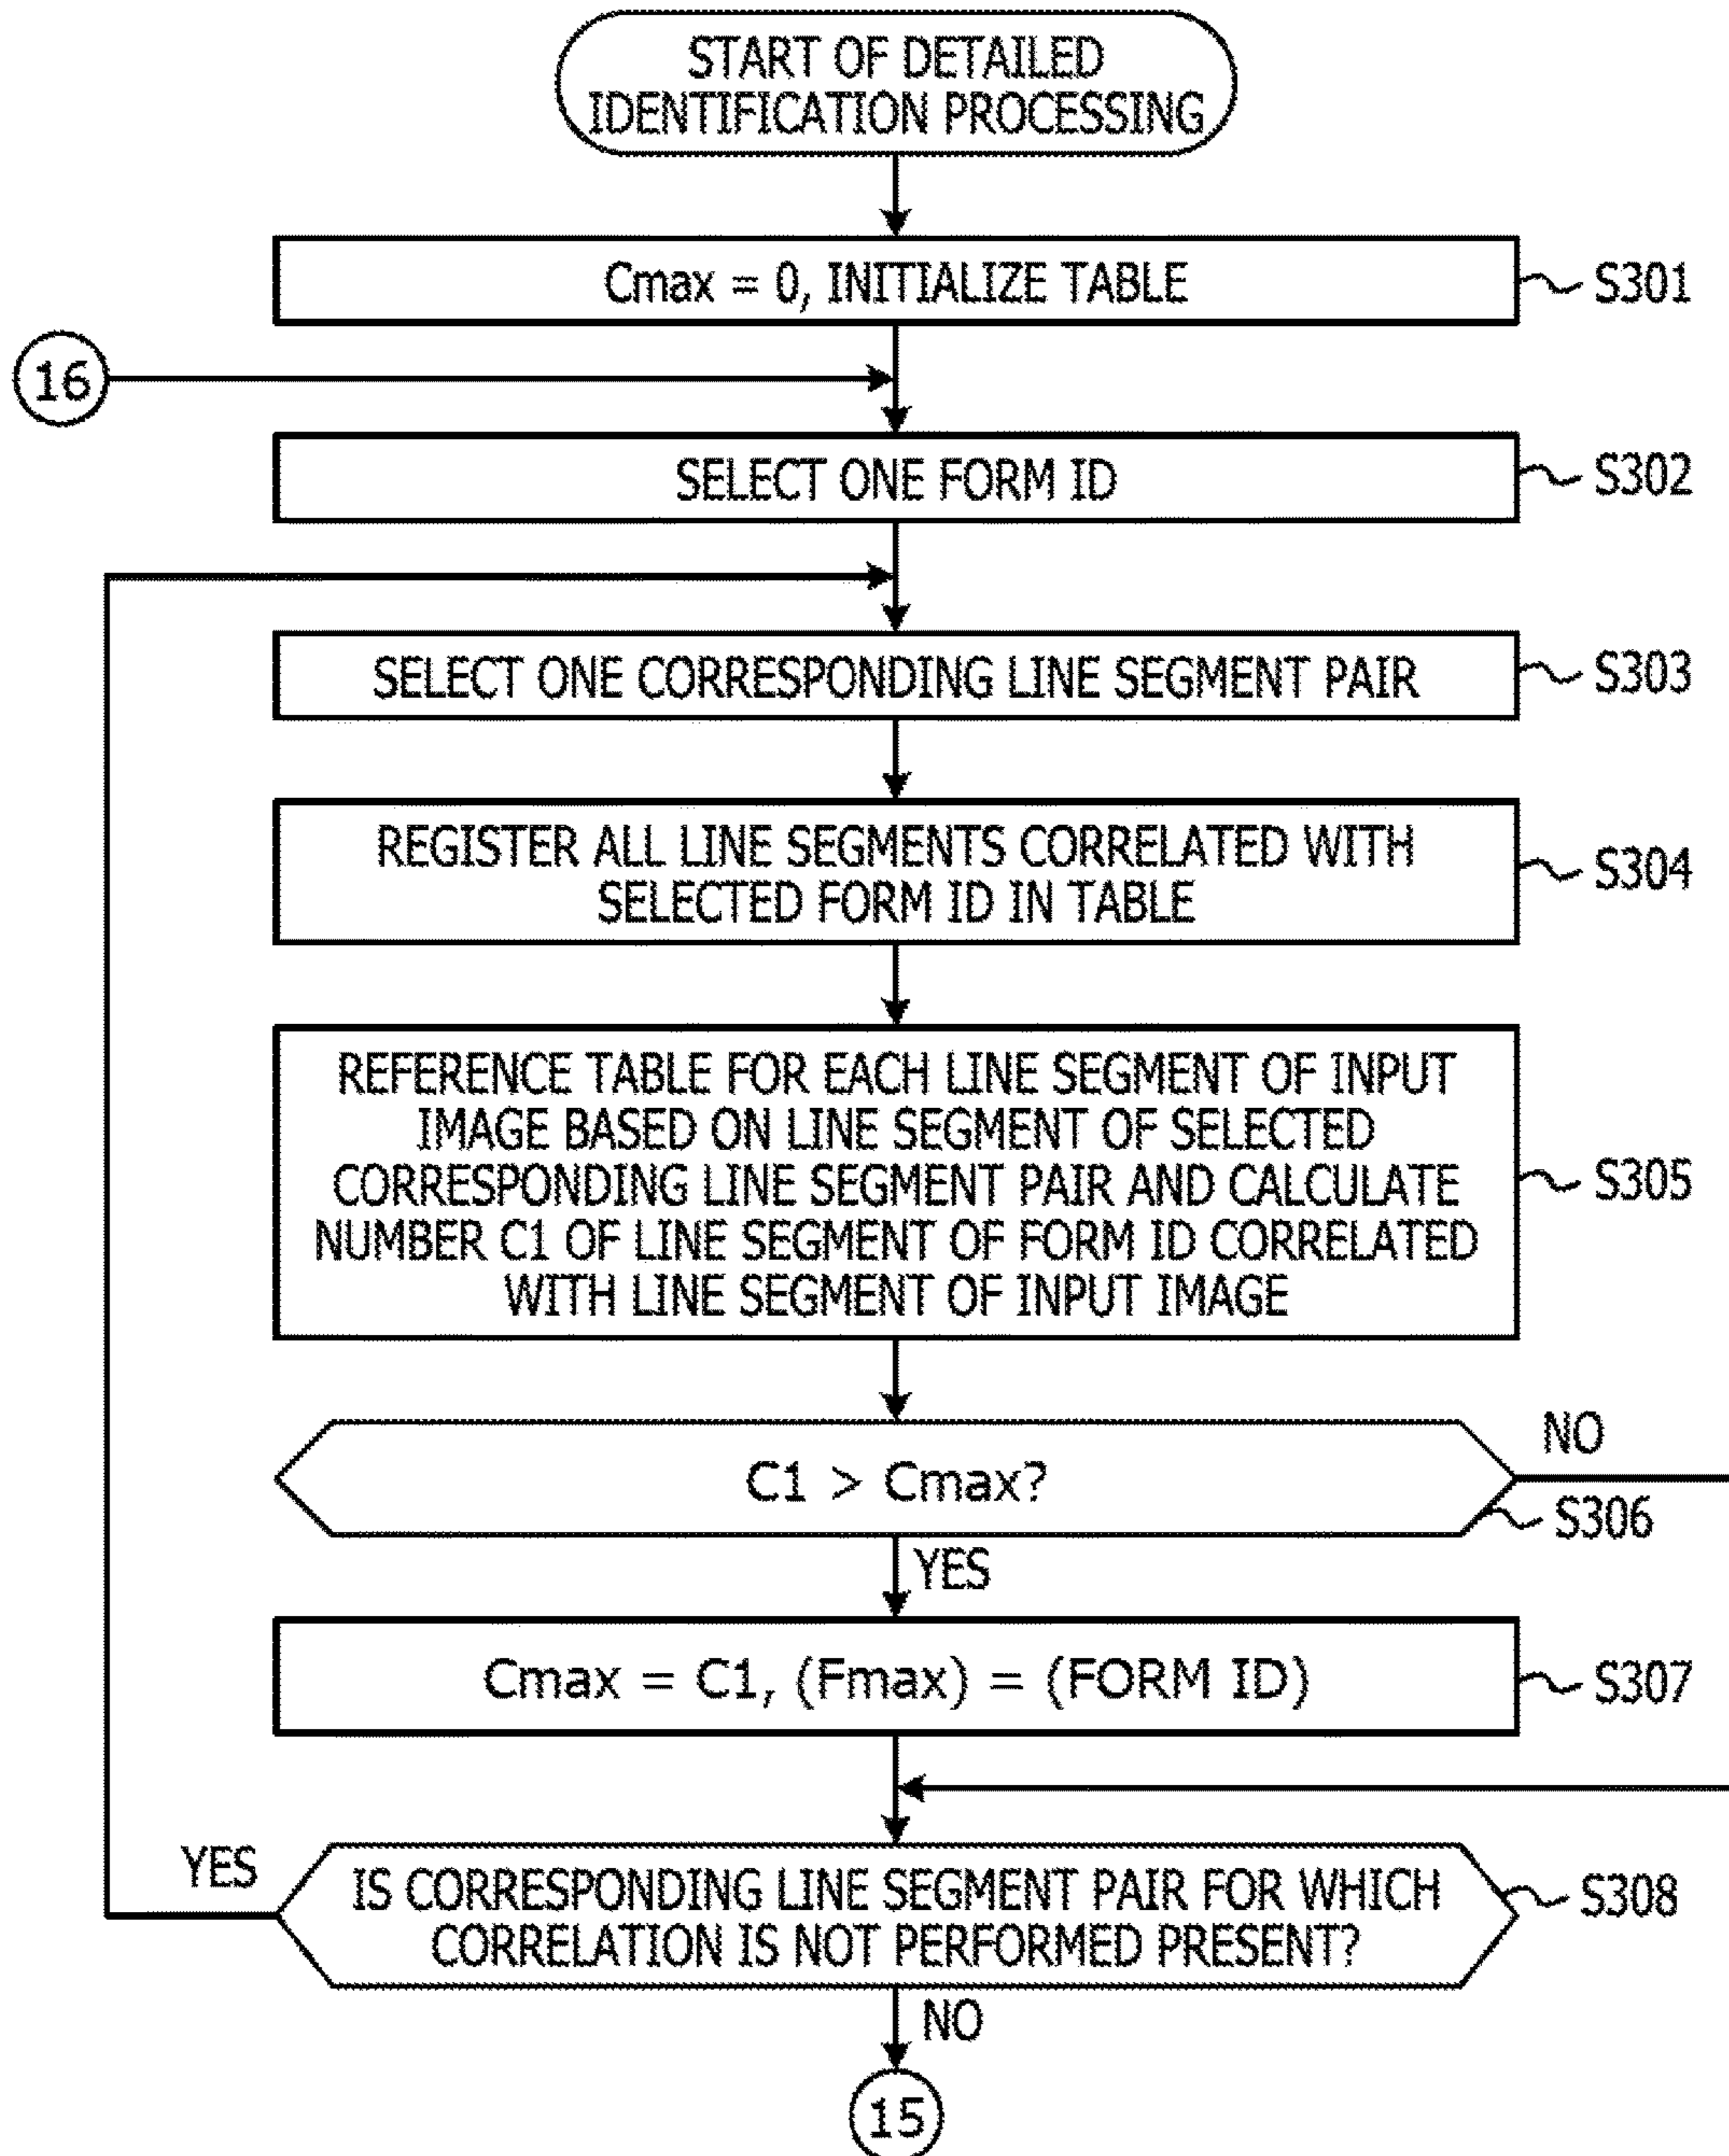 START OF DETAILED
IDENTIFICATION PROCESSING
Cmax = 0, INITIALIZE TABLE
S301
16
SELECT ONE FORM ID
S302
SELECT ONE CORRESPONDING LINE SEGMENT PAIR
S303
REGISTER ALL LINE SEGMENTS CORRELATED WITH
SELECTED FORM ID IN TABLE
S304
REFERENCE TABLE FOR EACH LINE SEGMENT OF INPUT
IMAGE BASED ON LINE SEGMENT OF SELECTED
CORRESPONDING LINE SEGMENT PAIR AND CALCULATE
NUMBER C1 OF LINE SEGMENT OF FORM ID CORRELATED
WITH LINE SEGMENT OF INPUT IMAGE
S305
C1 > Cmax?
NO
S306
YES
Cmax = C1, (Fmax) = (FORM ID)
S307
YES
IS CORRESPONDING LINE SEGMENT PAIR FOR WHICH
CORRELATION IS NOT PERFORMED PRESENT?
S308
NO
15